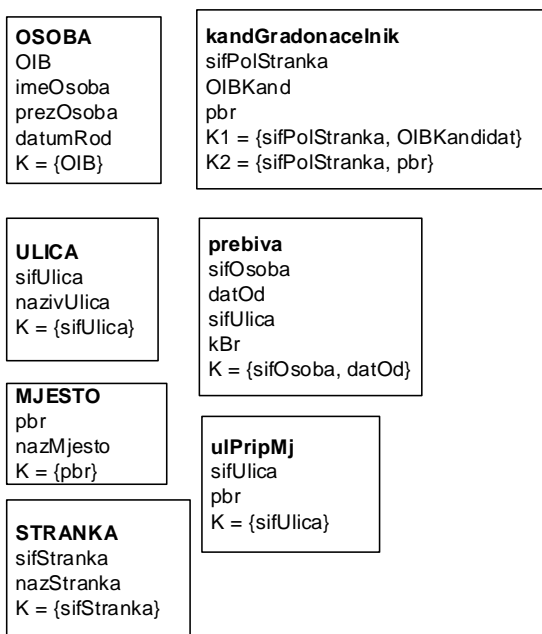 OSOBA
OIB
imeOsoba
prezOsoba
datumRod
K = {OIB}
kandGradonacelnik
sifPolStranka
OIBKand
pbr
K1 = {sifPolStranka, OIBKandidat}
K2 = {sifPolStranka, pbr}
ULICA
sifUlica
nazivUlica
K = {sifUlica}
prebiva
sifOsoba
datOd
sifUlica
kBr
K = {sifOsoba, datOd}
MJESTO
pbr
nazMjesto
K = {pbr}
ulPripMj
sifUlica
pbr
K = {sifUlica}
STRANKA
sifStranka
nazStranka
K = {sifStranka}